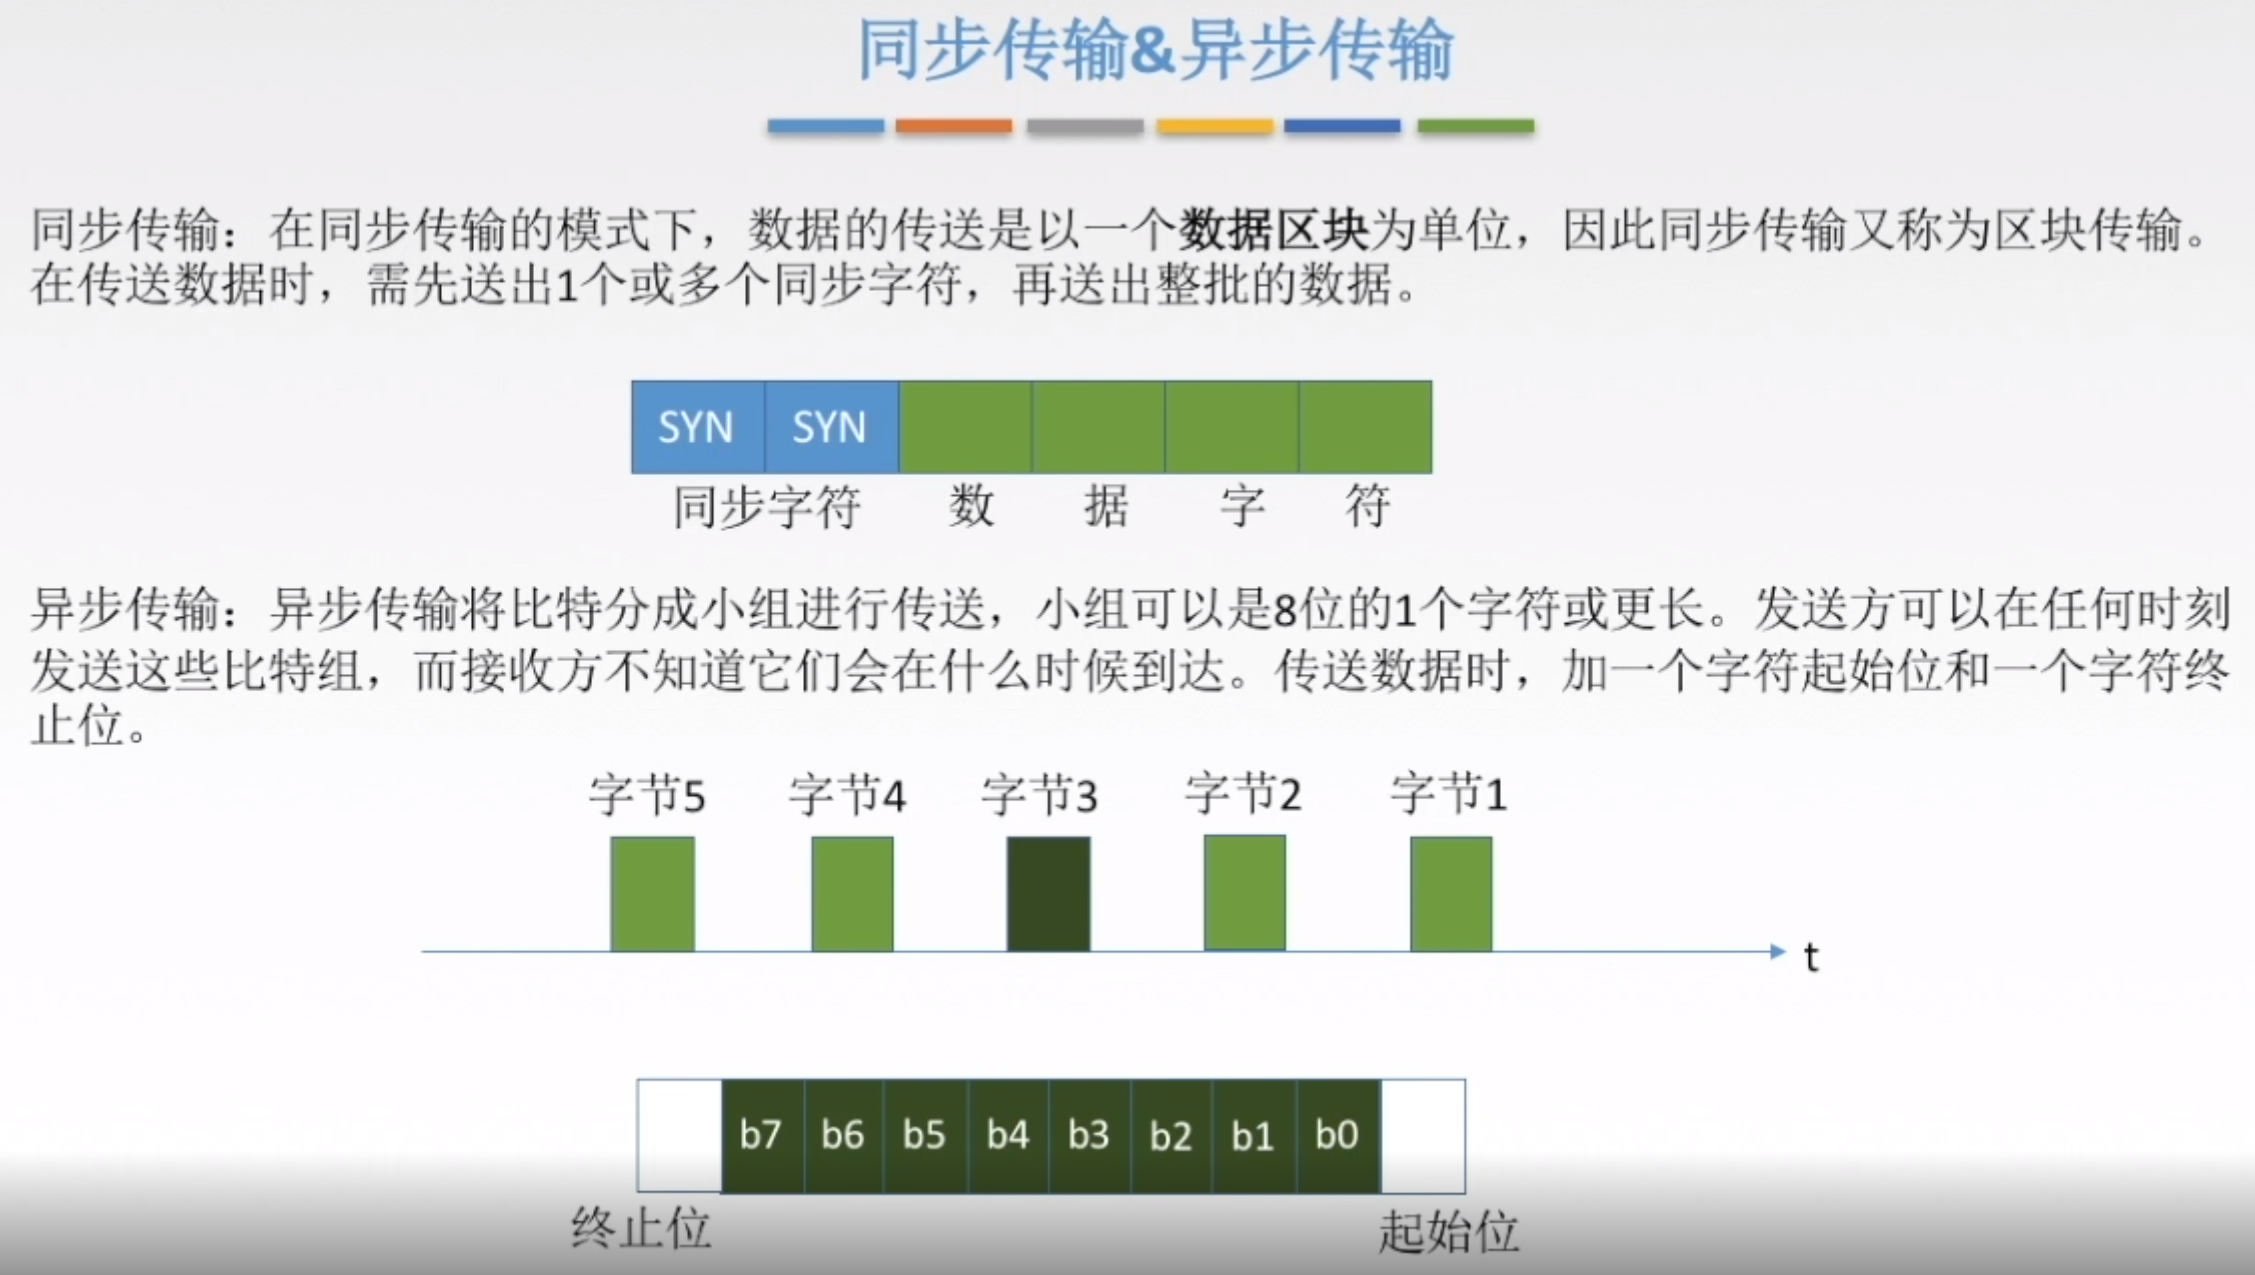 同步传输&异步传输
同步传输：在同步传输的模式下，数据的传送是以一个数据区块为单位，因此同步传输又称为区块传输。
在传送数据时，需先送出1个或多个同步字符，再送出整批的数据。
SYN SYN
同步字符 数 据 字 符
异步传输：异步传输将比特分成小组进行传送，小组可以是8位的1个字符或更长。发送方可以在任何时刻
发送这些比特组，而接收方不知道它们会在什么时候到达。传送数据时，加一个字符起始位和一个字符终
止位。
字节5 字节4 字节3 字节2 字节1
t
b7 b6 b5 b4 b3 b2 b1 b0
终止位 起始位